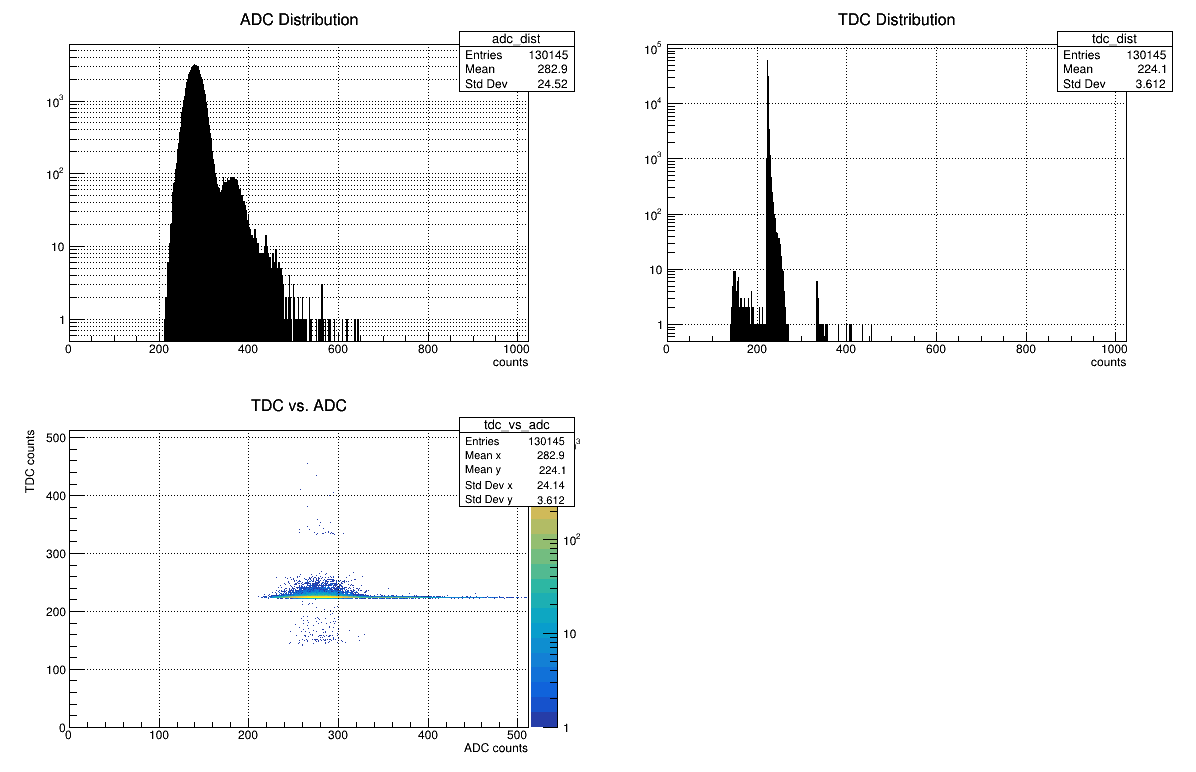 ADC Distribution
adc_dist
Entries 130145
Mean 282.9
Std Dev 24.52
10³
10²
10
1
0 200 400 600 800 1000
counts
TDC Distribution
tdc_dist
Entries 130145
Mean 224.1
Std Dev 3.612
10⁵
10⁴
10³
10²
10
1
0 200 400 600 800 1000
counts
TDC vs. ADC
tdc_vs_adc
Entries 130145
Mean x 282.9
Mean y 224.1
Std Dev x 24.14
Std Dev y 3.612
TDC counts
500
400
300
200
100
0
0 100 200 300 400 500
ADC counts
3
10²
10
1